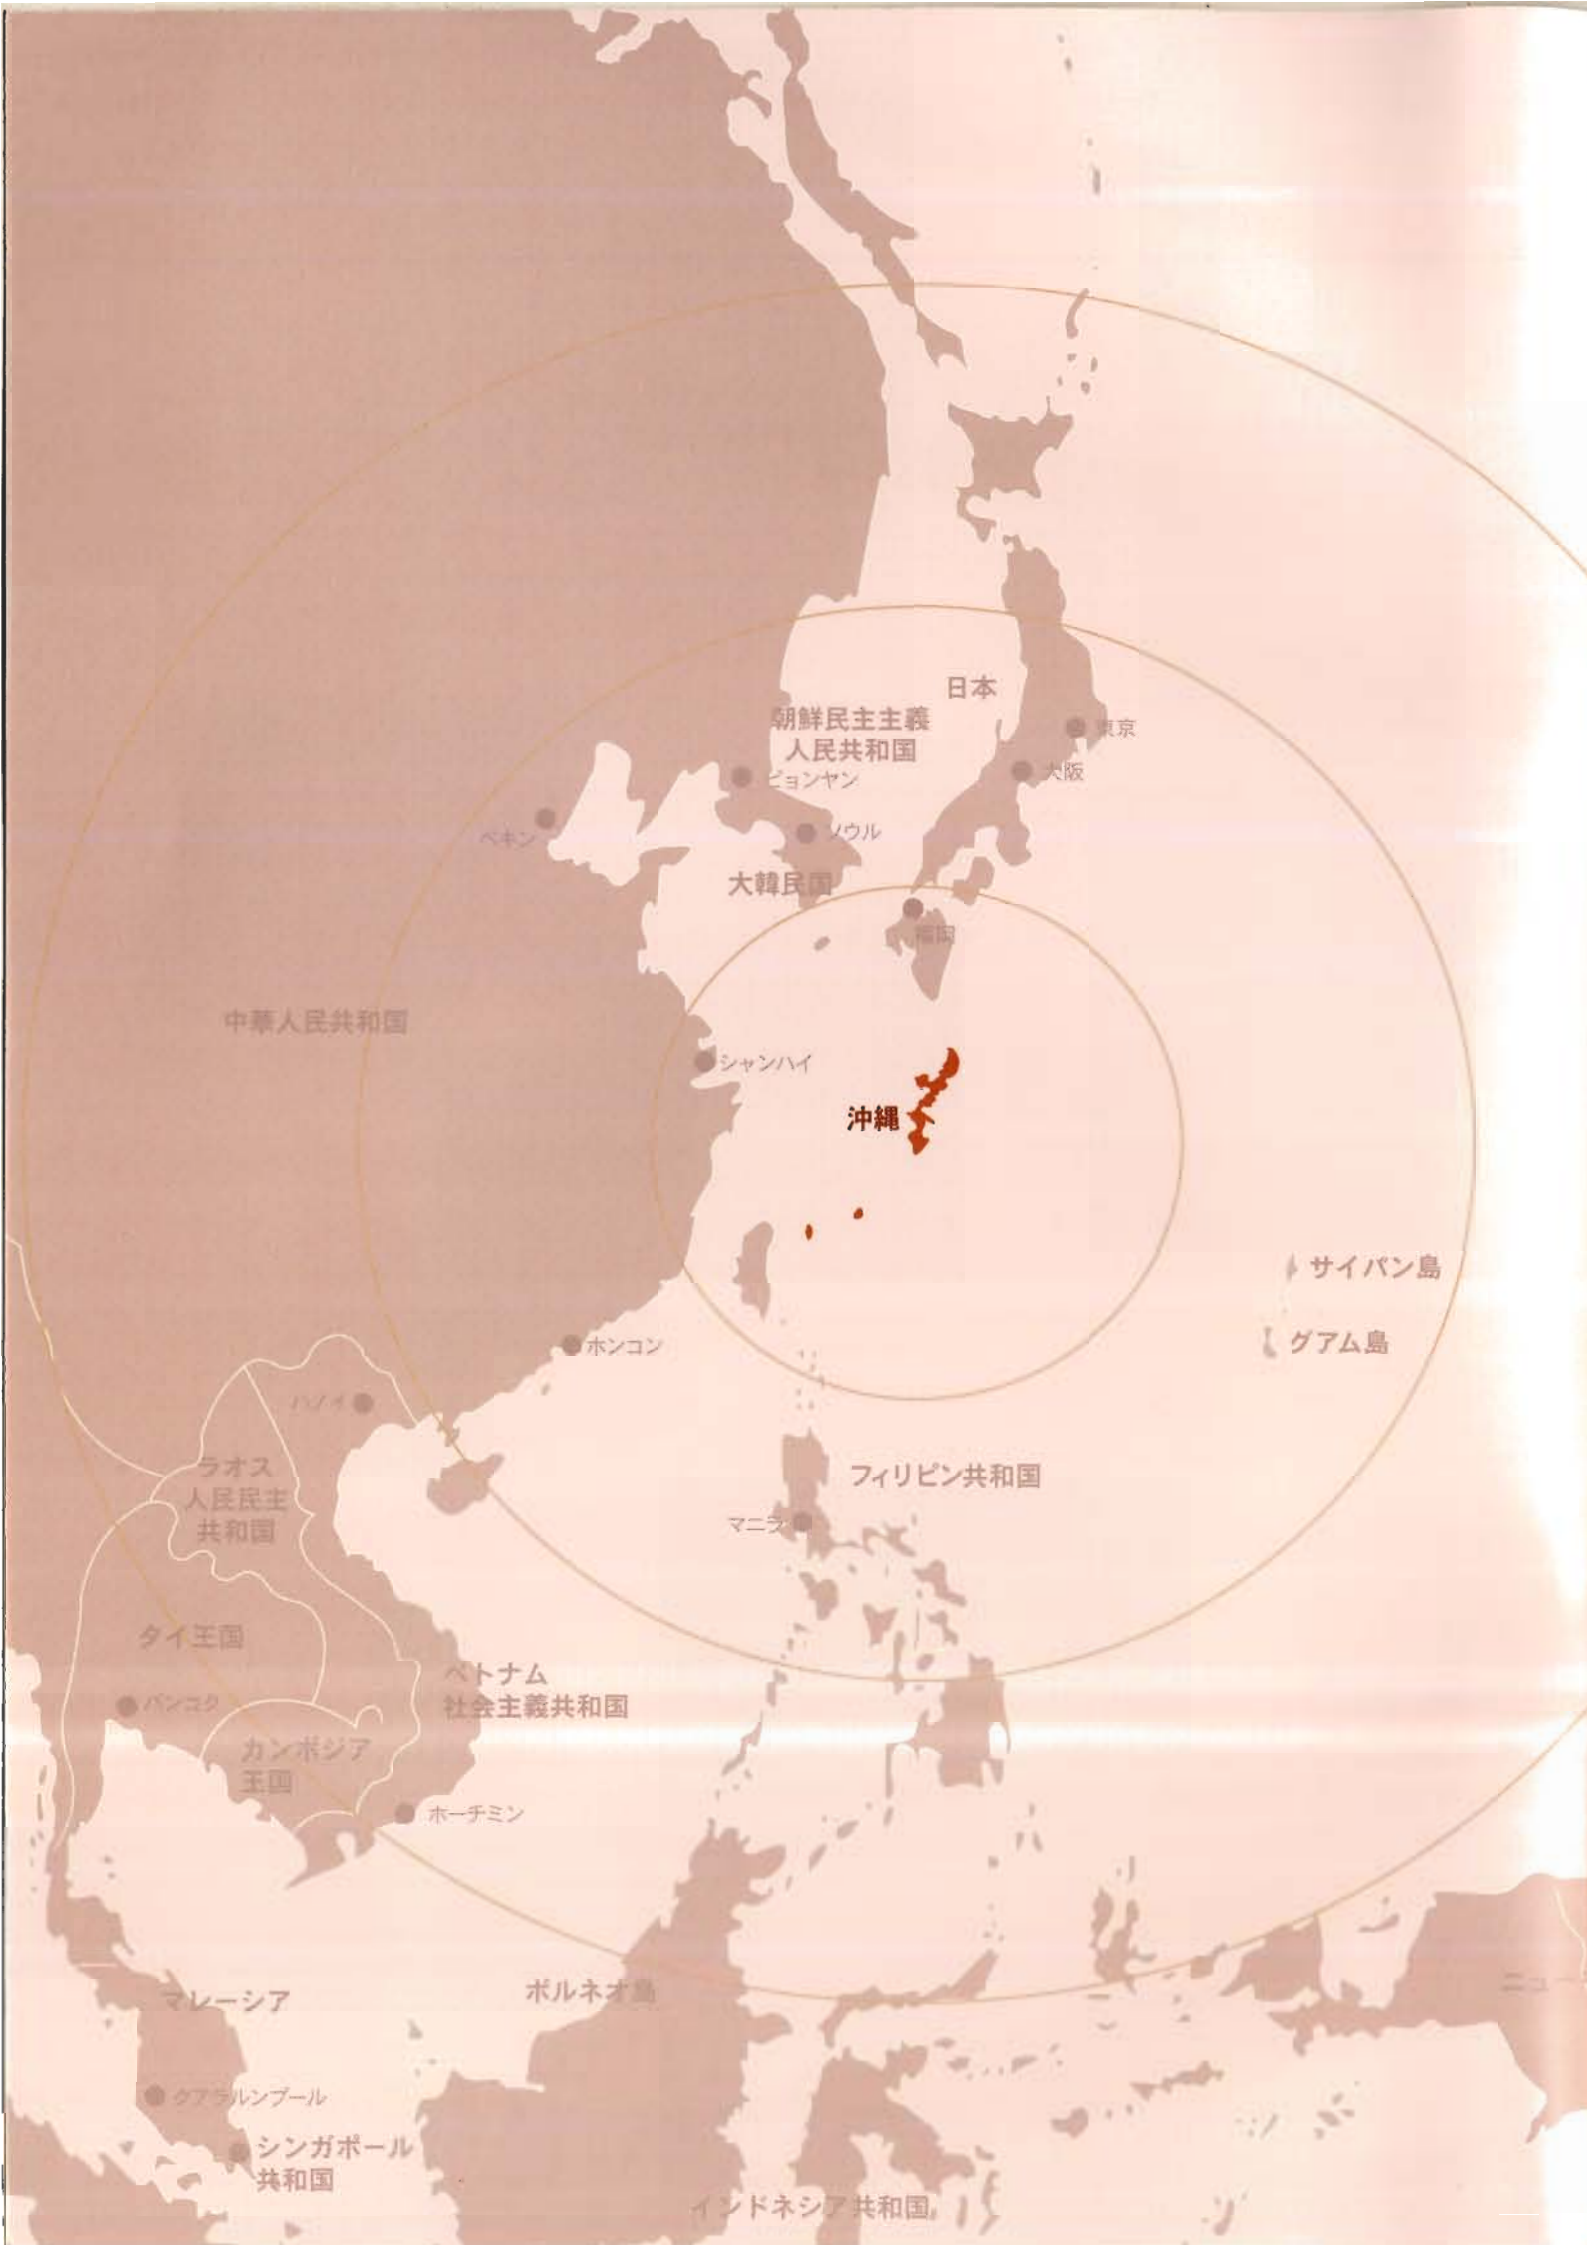 日本
朝鮮民主主義
人民共和国
東京
大阪
ピョンヤン
ペキン
ソウル
大韓民国
福岡
中華人民共和国
シャンハイ
沖縄
サイパン島
グアム島
ホンコン
ハノイ
ラオス
人民民主
共和国
フィリピン共和国
マニラ
タイ王国
ベトナム
社会主義共和国
バンコク
カンボジア
王国
ホーチミン
マレーシア
ボルネオ島
ニュー
クアラルンプール
シンガポール
共和国
インドネシア共和国